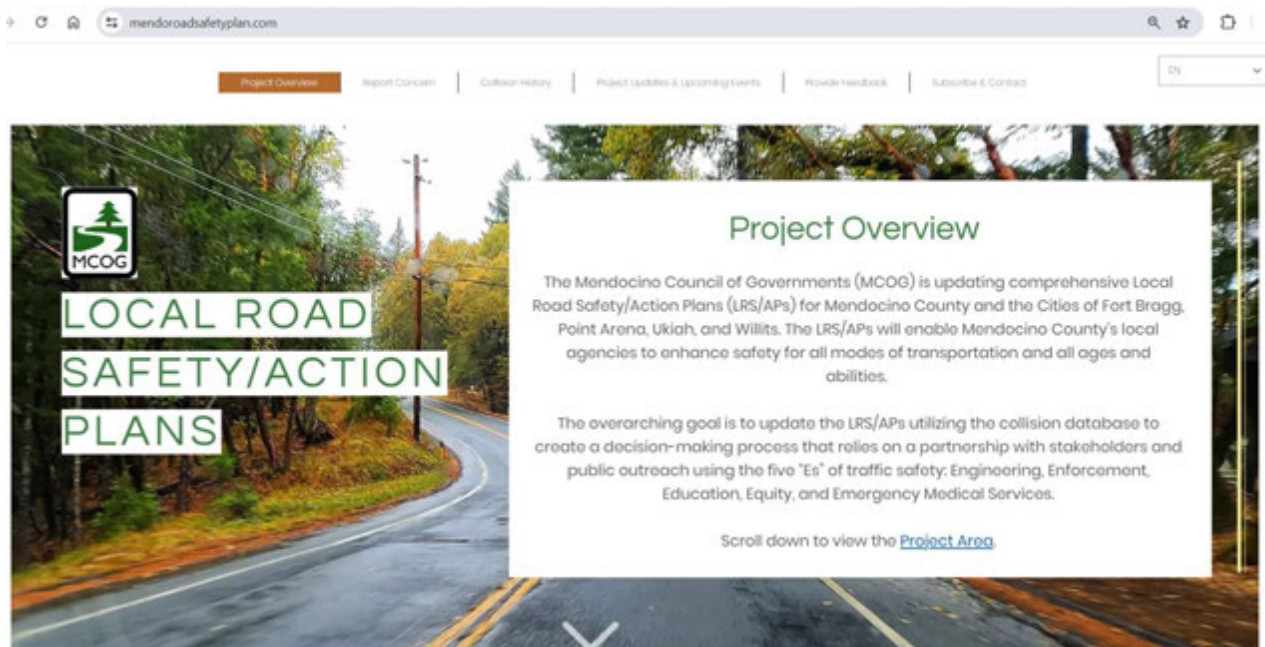 mendoroadsafetyplan.com
Project Overview
Report Concern
Collision History
Project Updates & Upcoming Events
Provide Feedback
Subscribe & Contact
EN
MCOG
LOCAL ROAD
SAFETY/ACTION
PLANS
Project Overview
The Mendocino Council of Governments (MCOG) is updating comprehensive Local
Road Safety/Action Plans (LRS/APs) for Mendocino County and the Cities of Fort Bragg,
Point Arena, Ukiah, and Willits. The LRS/APs will enable Mendocino County's local
agencies to enhance safety for all modes of transportation and all ages and
abilities.
The overarching goal is to update the LRS/APs utilizing the collision database to
create a decision-making process that relies on a partnership with stakeholders and
public outreach using the five "Es" of traffic safety: Engineering, Enforcement,
Education, Equity, and Emergency Medical Services.
Scroll down to view the Project Area.